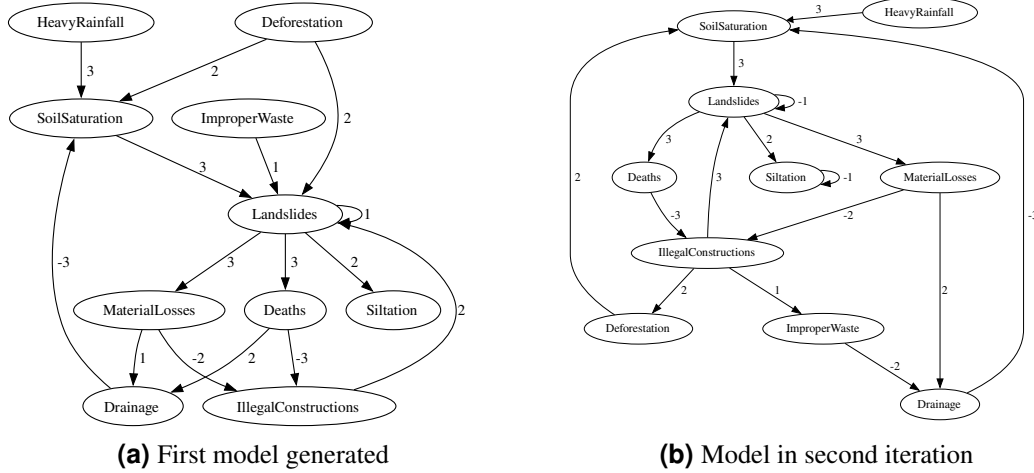 HeavyRainfall
Deforestation
3
2
SoilSaturation
ImproperWaste
2
3
1
Landslides
1
-3
3
3
2
MaterialLosses
Deaths
Siltation
2
1
-2
2
-3
Drainage
IllegalConstructions
(a) First model generated
HeavyRainfall
3
SoilSaturation
3
Landslides
-1
3
2
3
Deaths
Siltation
-1
MaterialLosses
2
3
-3
-2
-3
IllegalConstructions
2
1
2
Deforestation
ImproperWaste
-2
Drainage
(b) Model in second iteration